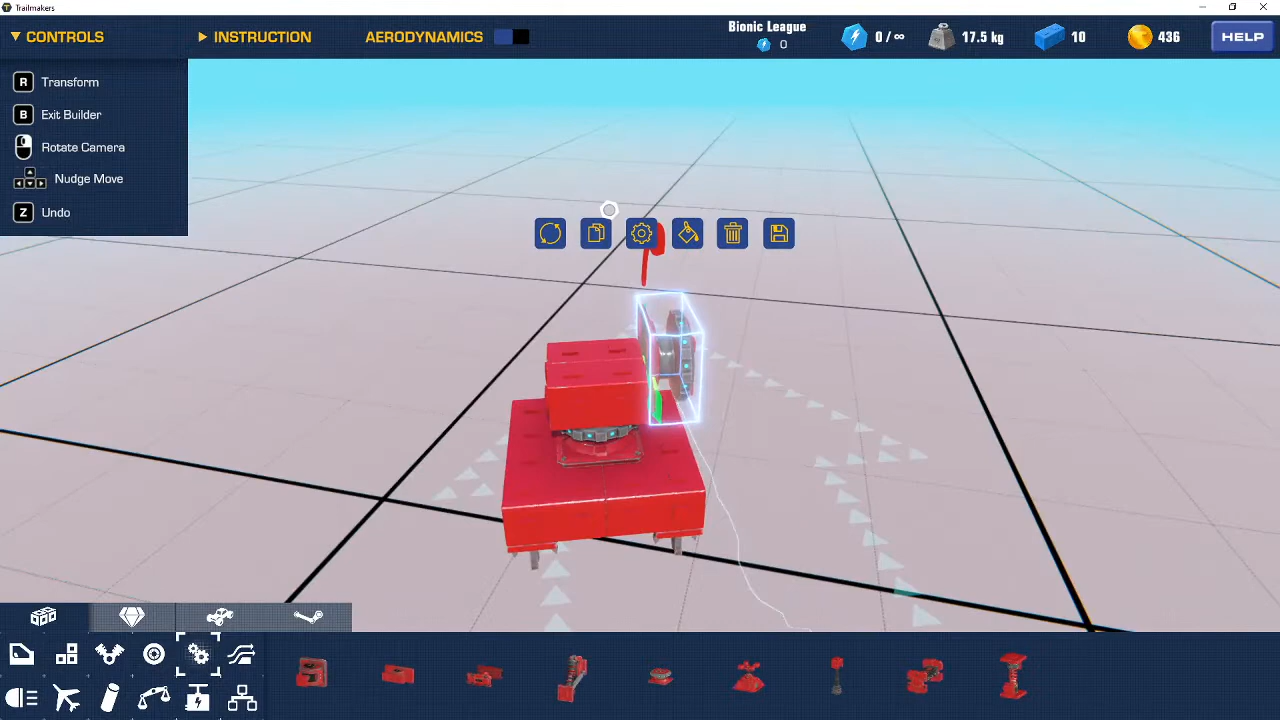 Trailmakers
CONTROLS
INSTRUCTION
AERODYNAMICS
Bionic League
0
0 / ∞
17.5 kg
10
436
HELP
R Transform
B Exit Builder
Rotate Camera
Nudge Move
Z Undo